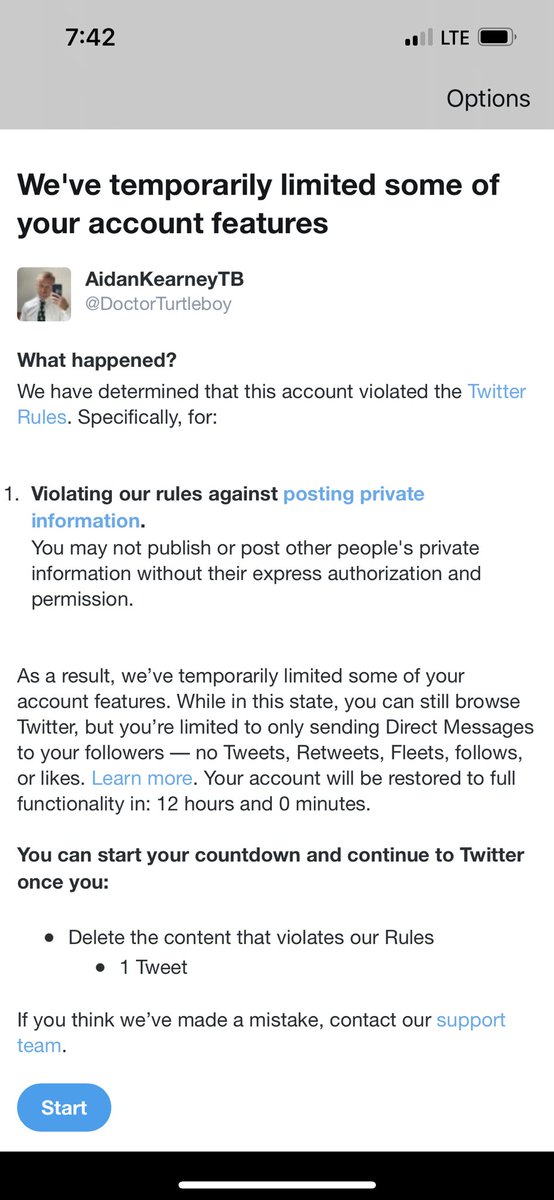 7:42
LTE
Options
We've temporarily limited some of
your account features
AidanKearneyTB
@DoctorTurtleboy
What happened?
We have determined that this account violated the Twitter
Rules. Specifically, for:
1. Violating our rules against posting private
information.
You may not publish or post other people's private
information without their express authorization and
permission.
As a result, we’ve temporarily limited some of your
account features. While in this state, you can still browse
Twitter, but you’re limited to only sending Direct Messages
to your followers — no Tweets, Retweets, Fleets, follows,
or likes. Learn more. Your account will be restored to full
functionality in: 12 hours and 0 minutes.
You can start your countdown and continue to Twitter
once you:
• Delete the content that violates our Rules
• 1 Tweet
If you think we’ve made a mistake, contact our support
team.
Start